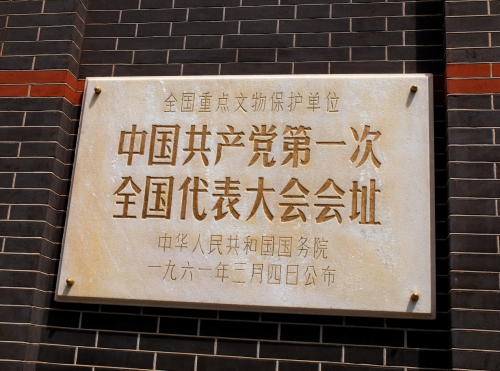 全国重点文物保护单位
中国共产党第一次
全国代表大会会址
中华人民共和国国务院
一九六一年三月四日公布